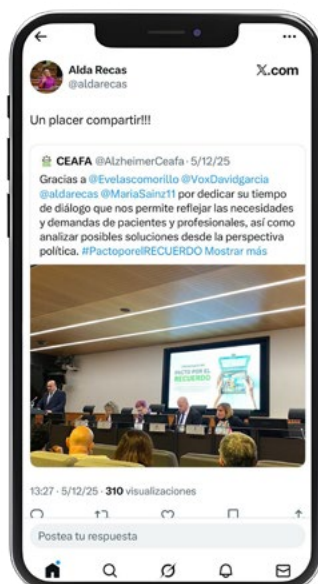 Alda Recas
X.com
@aldarecas
Un placer compartir!!!
CEAFA @AlzheimerCeafa · 5/12/25
Gracias a @Evelascomorillo @VoxDavidgarcia
@aldarecas @MariaSainz11 por dedicar su tiempo
de diálogo que nos permite reflejar las necesidades
y demandas de pacientes y profesionales, así como
analizar posibles soluciones desde la perspectiva
política. #PactoporelRECUERDO Mostrar más
PACTO POR EL
RECUERDO
13:27 · 5/12/25 · 310 visualizaciones
Postea tu respuesta